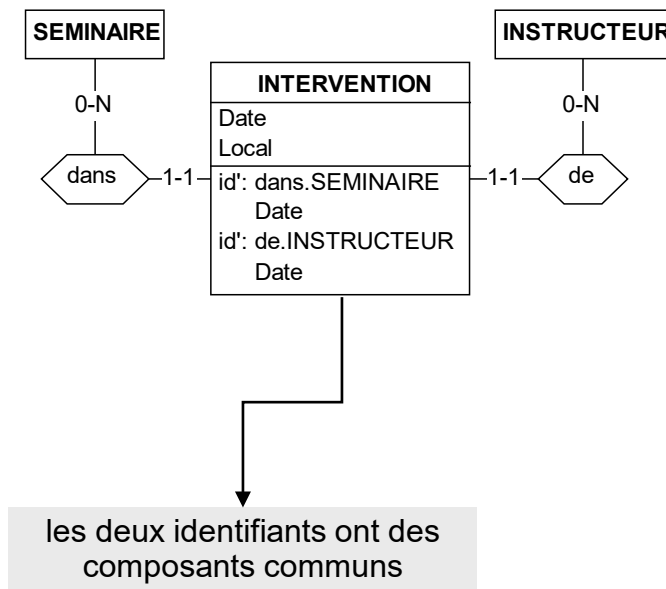 SEMINAIRE
INSTRUCTEUR
0-N
0-N
INTERVENTION
Date
Local
dans
1-1
id': dans.SEMINAIRE
Date
id': de.INSTRUCTEUR
Date
1-1
de
les deux identifiants ont des
composants communs